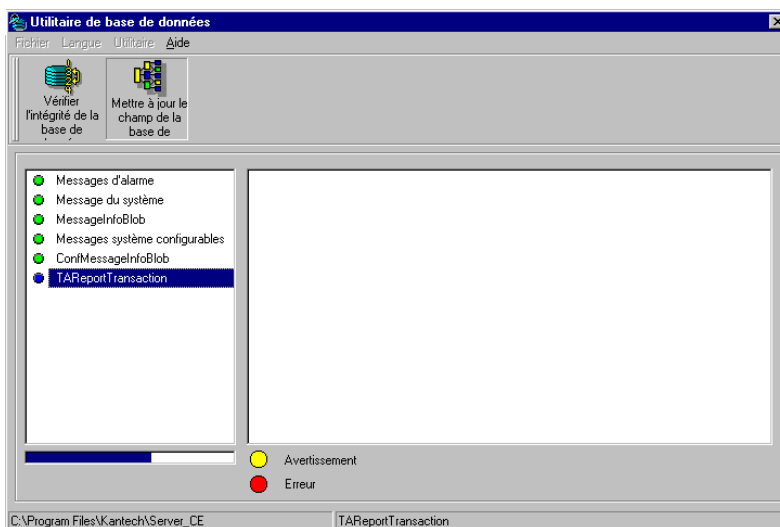 Utilitaire de base de données
Fichier Langue Utilitaire Aide
Vérifier
l'intégrité de la
base de
Mettre à jour le
champ de la
base de
Messages d'alarme
Message du système
MessageInfoBlob
Messages système configurables
ConfMessageInfoBlob
TAReportTransaction
Avertissement
Erreur
C:\Program Files\Kantech\Server_CE TAReportTransaction